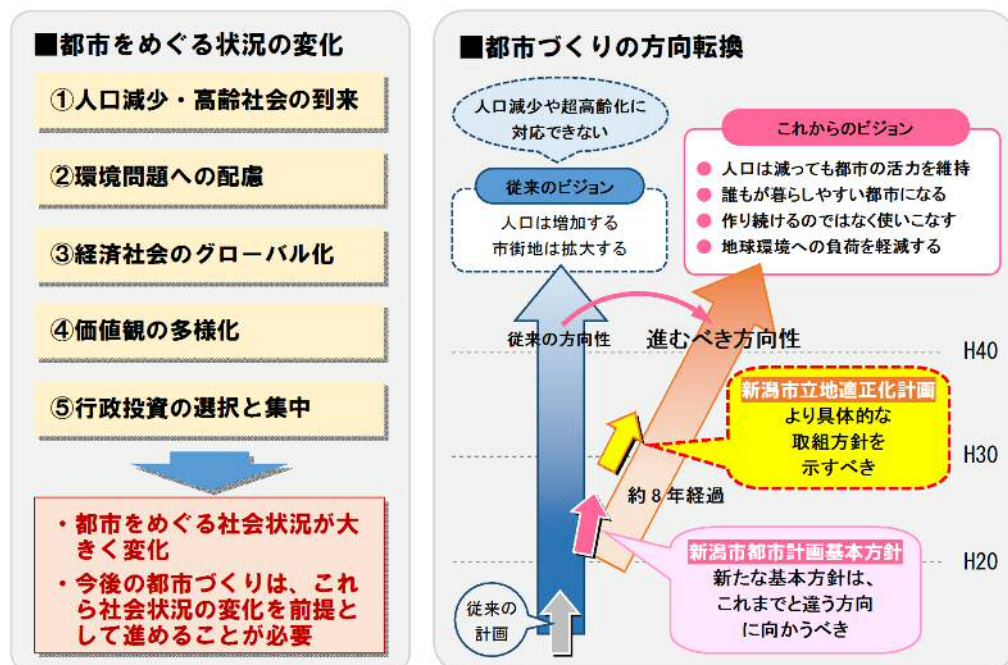 ■都市をめぐる状況の変化
①人口減少・高齢社会の到来
②環境問題への配慮
③経済社会のグローバル化
④価値観の多様化
⑤行政投資の選択と集中
・都市をめぐる社会状況が大
きく変化
・今後の都市づくりは、これ
ら社会状況の変化を前提と
して進めることが必要
■都市づくりの方向転換
人口減少や超高齢化に
対応できない
従来のビジョン
人口は増加する
市街地は拡大する
これからのビジョン
● 人口は減っても都市の活力を維持
● 誰もが暮らしやすい都市になる
● 作り続けるのではなく使いこなす
● 地球環境への負荷を軽減する
従来の方向性
進むべき方向性
H40
新潟市立地適正化計画
より具体的な
取組方針を
示すべき
H30
約8年経過
新潟市都市計画基本方針
新たな基本方針は、
これまでと違う方向
に向かうべき
H20
従来の
計画